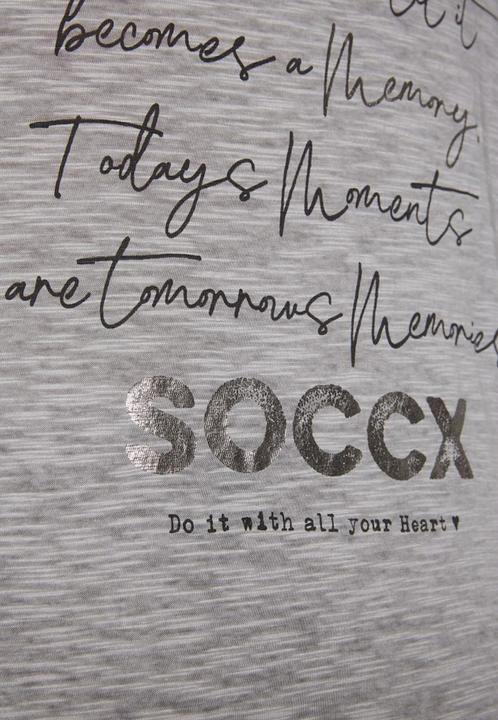 becomes a Memory.
Todays Moments
are tomorrows Memories
SOCCX
Do it with all your Heart ♥